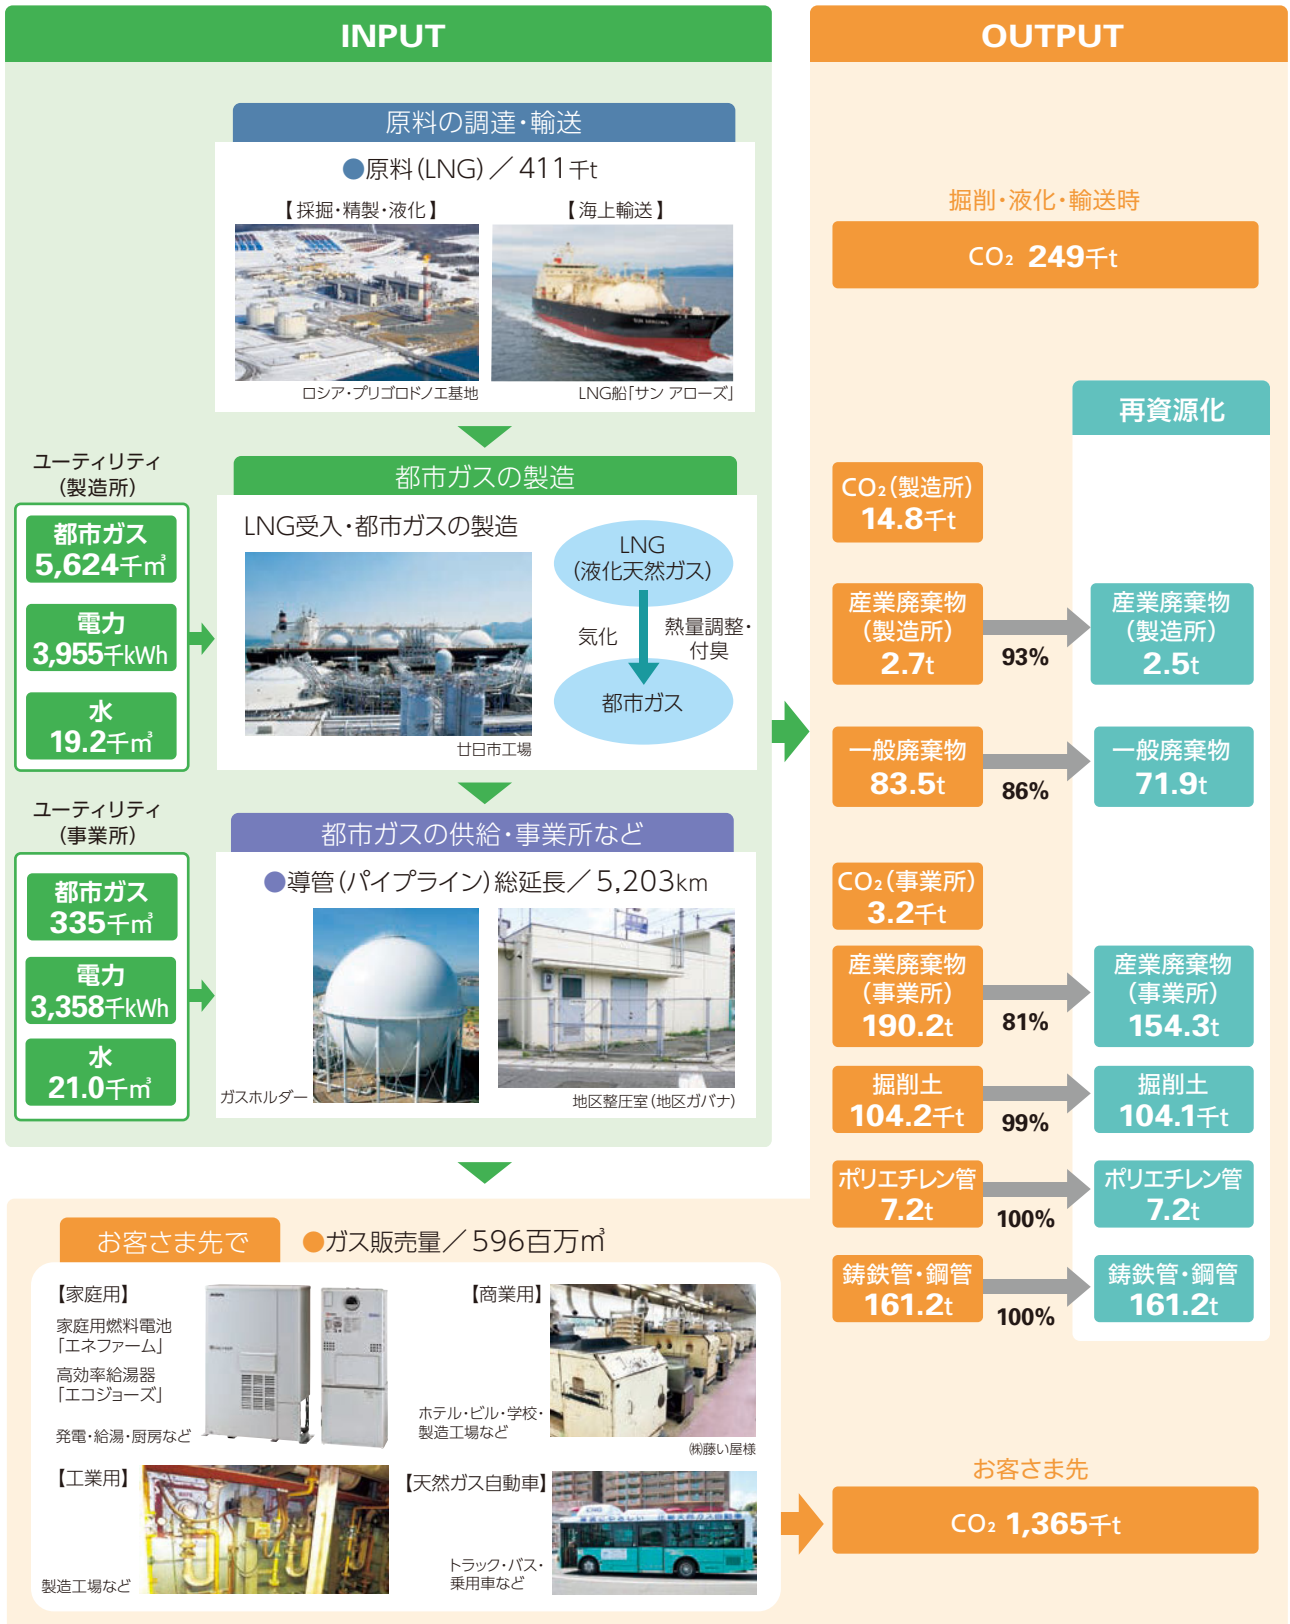 INPUT
原料の調達・輸送
●原料(LNG)／411千t
【採掘・精製・液化】
【海上輸送】
ロシア・プリゴロドノエ基地
LNG船「サン アローズ」
ユーティリティ
(製造所)
都市ガス
5,624千㎥
電力
3,955千kWh
水
19.2千㎥
都市ガスの製造
LNG受入・都市ガスの製造
LNG
(液化天然ガス)
気化
熱量調整・
付臭
都市ガス
廿日市工場
ユーティリティ
(事業所)
都市ガス
335千㎥
電力
3,358千kWh
水
21.0千㎥
都市ガスの供給・事業所など
●導管(パイプライン)総延長／5,203km
ガスホルダー
地区整圧室(地区ガバナ)
OUTPUT
掘削・液化・輸送時
CO₂ 249千t
再資源化
CO₂(製造所)
14.8千t
産業廃棄物
(製造所)
2.7t
93%
産業廃棄物
(製造所)
2.5t
一般廃棄物
83.5t
86%
一般廃棄物
71.9t
CO₂(事業所)
3.2千t
産業廃棄物
(事業所)
190.2t
81%
産業廃棄物
(事業所)
154.3t
掘削土
104.2千t
99%
掘削土
104.1千t
ポリエチレン管
7.2t
100%
ポリエチレン管
7.2t
鋳鉄管・鋼管
161.2t
100%
鋳鉄管・鋼管
161.2t
お客さま先で
●ガス販売量／596百万㎥
【家庭用】
家庭用燃料電池
「エネファーム」
高効率給湯器
「エコジョーズ」
発電・給湯・厨房など
【商業用】
ホテル・ビル・学校・
製造工場など
㈱藤い屋様
【工業用】
製造工場など
【天然ガス自動車】
トラック・バス・
乗用車など
お客さま先
CO₂ 1,365千t